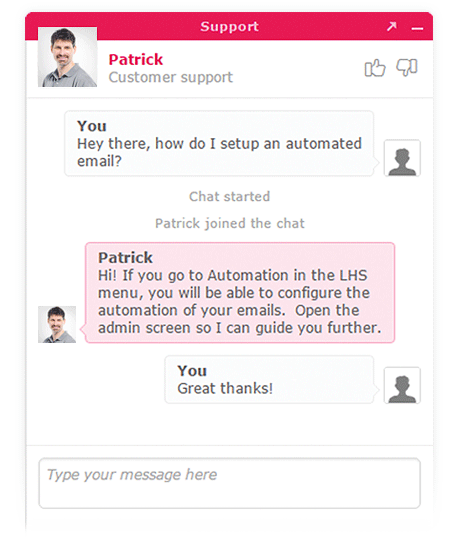 Support
Patrick
Customer support
You
Hey there, how do I setup an automated
email?
Chat started
Patrick joined the chat
Patrick
Hi! If you go to Automation in the LHS
menu, you will be able to configure the
automation of your emails.  Open the
admin screen so I can guide you further.
You
Great thanks!
Type your message here